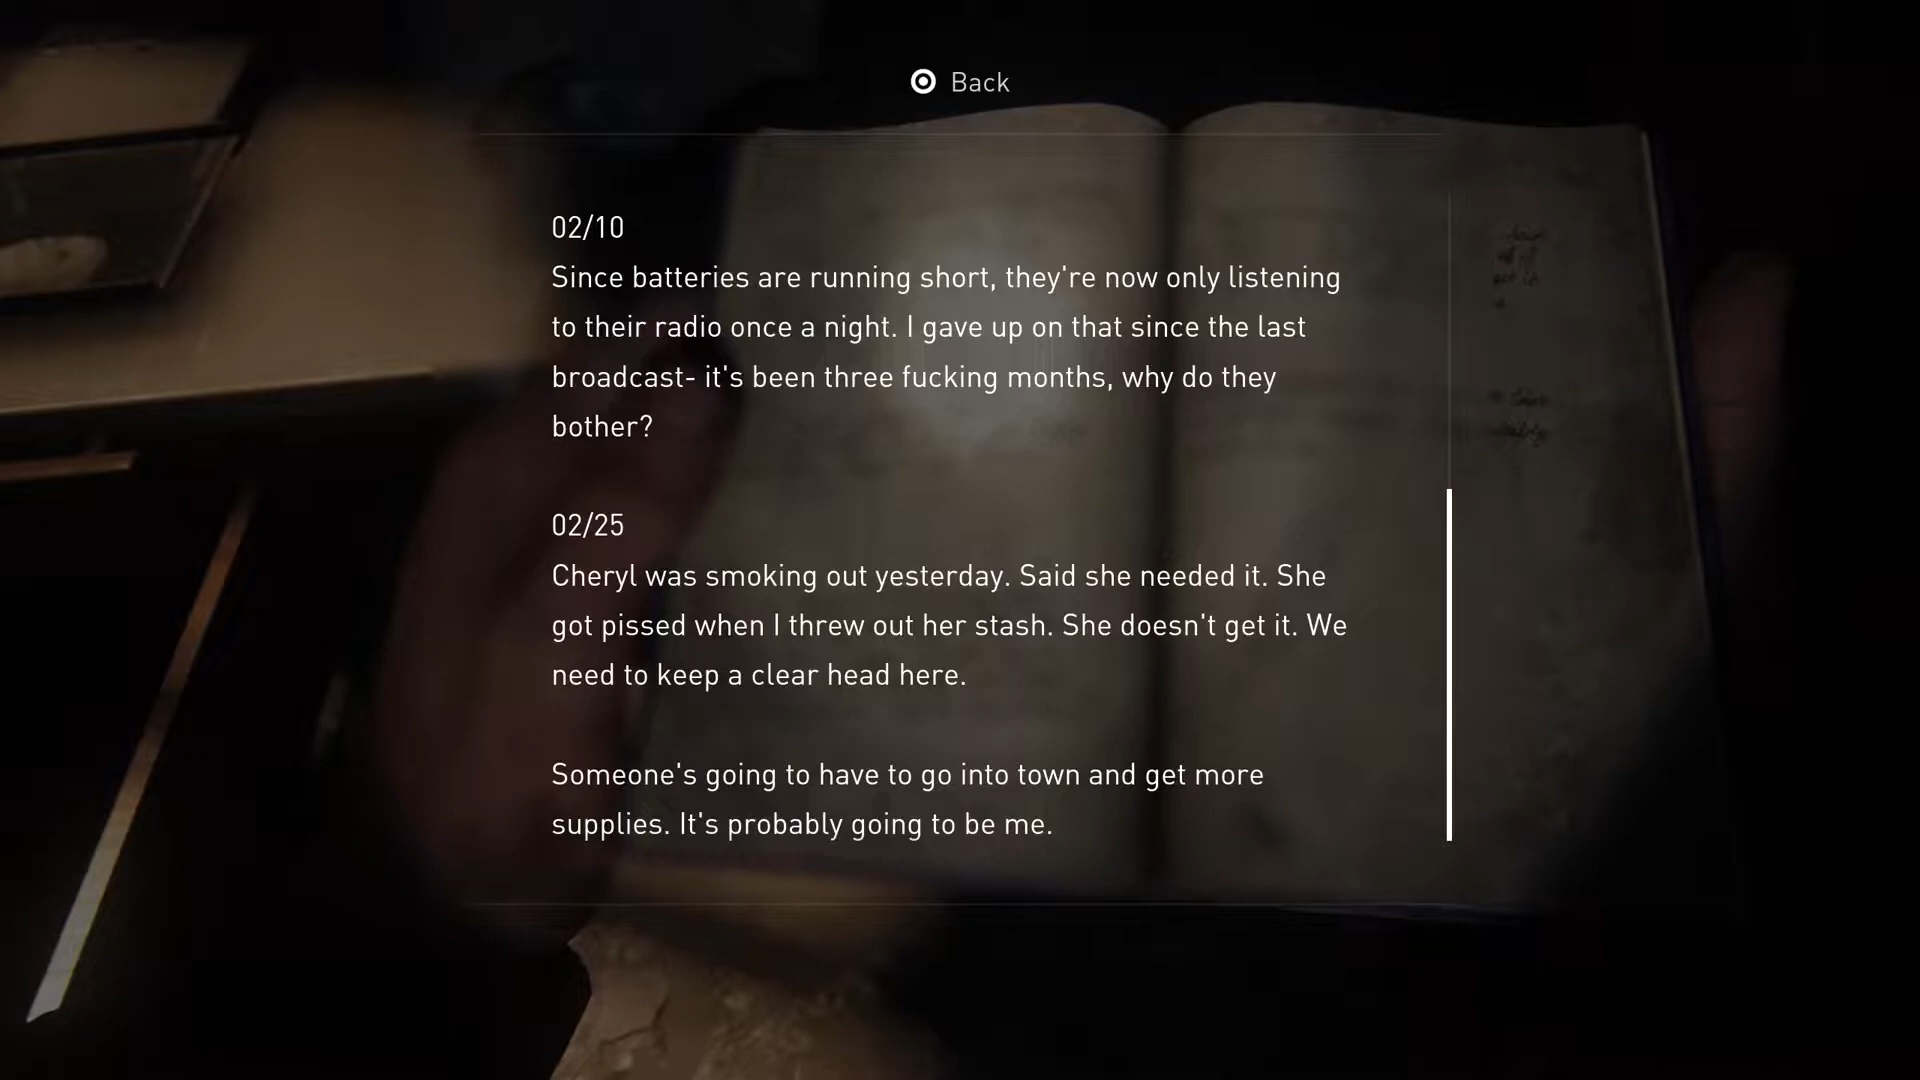 Back
02/10
Since batteries are running short, they're now only listening
to their radio once a night. I gave up on that since the last
broadcast- it's been three fucking months, why do they
bother?
02/25
Cheryl was smoking out yesterday. Said she needed it. She
got pissed when I threw out her stash. She doesn't get it. We
need to keep a clear head here.
Someone's going to have to go into town and get more
supplies. It's probably going to be me.